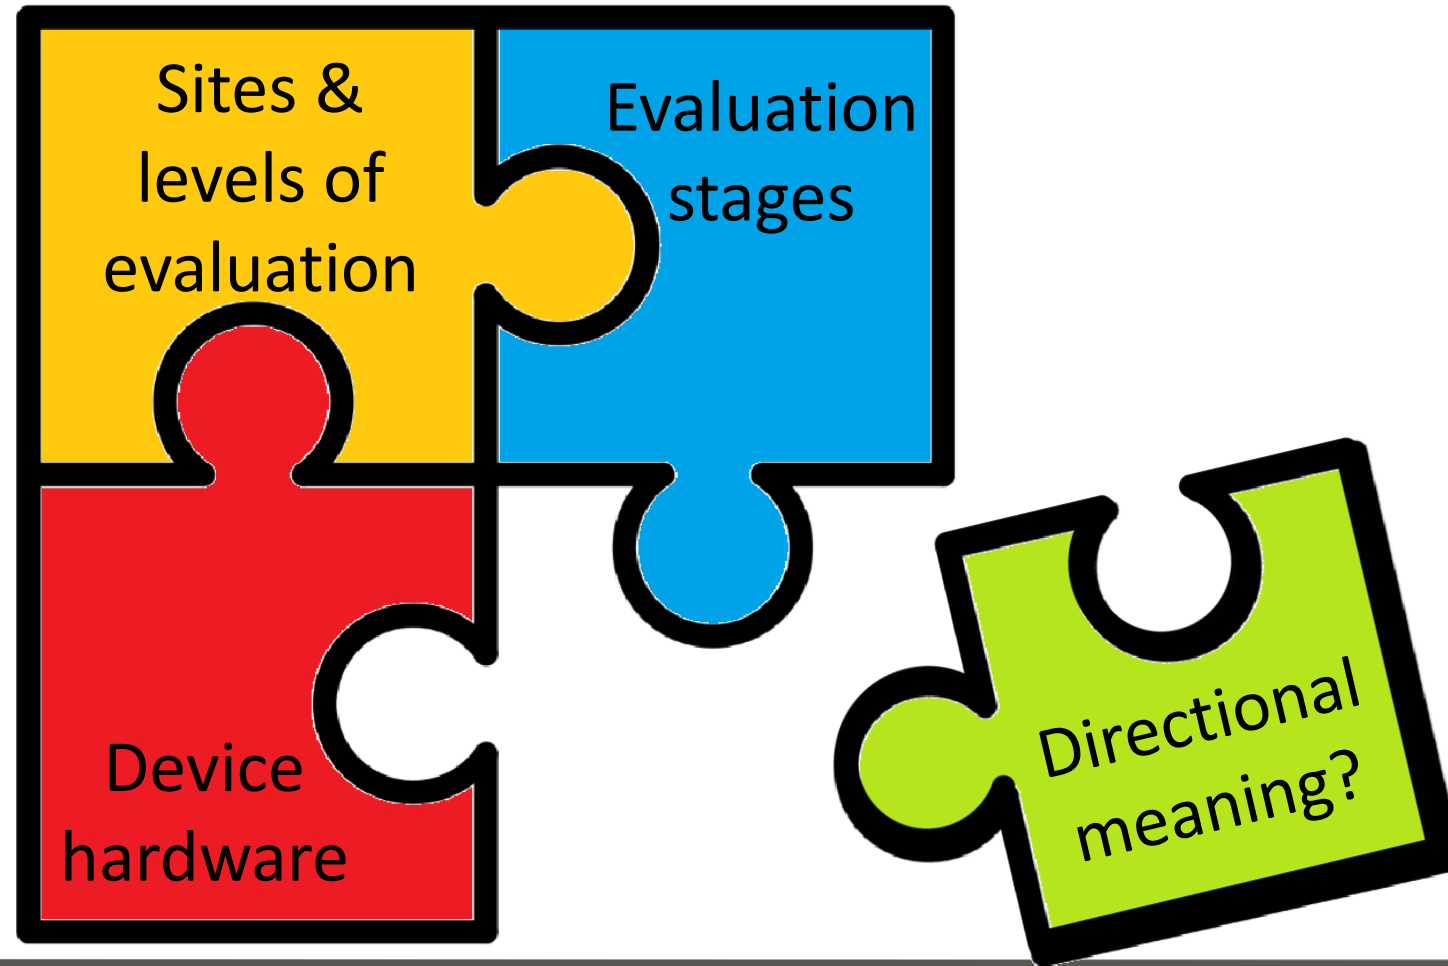 Sites &
levels of
evaluation
Evaluation
stages
Device
hardware
Directional
meaning?